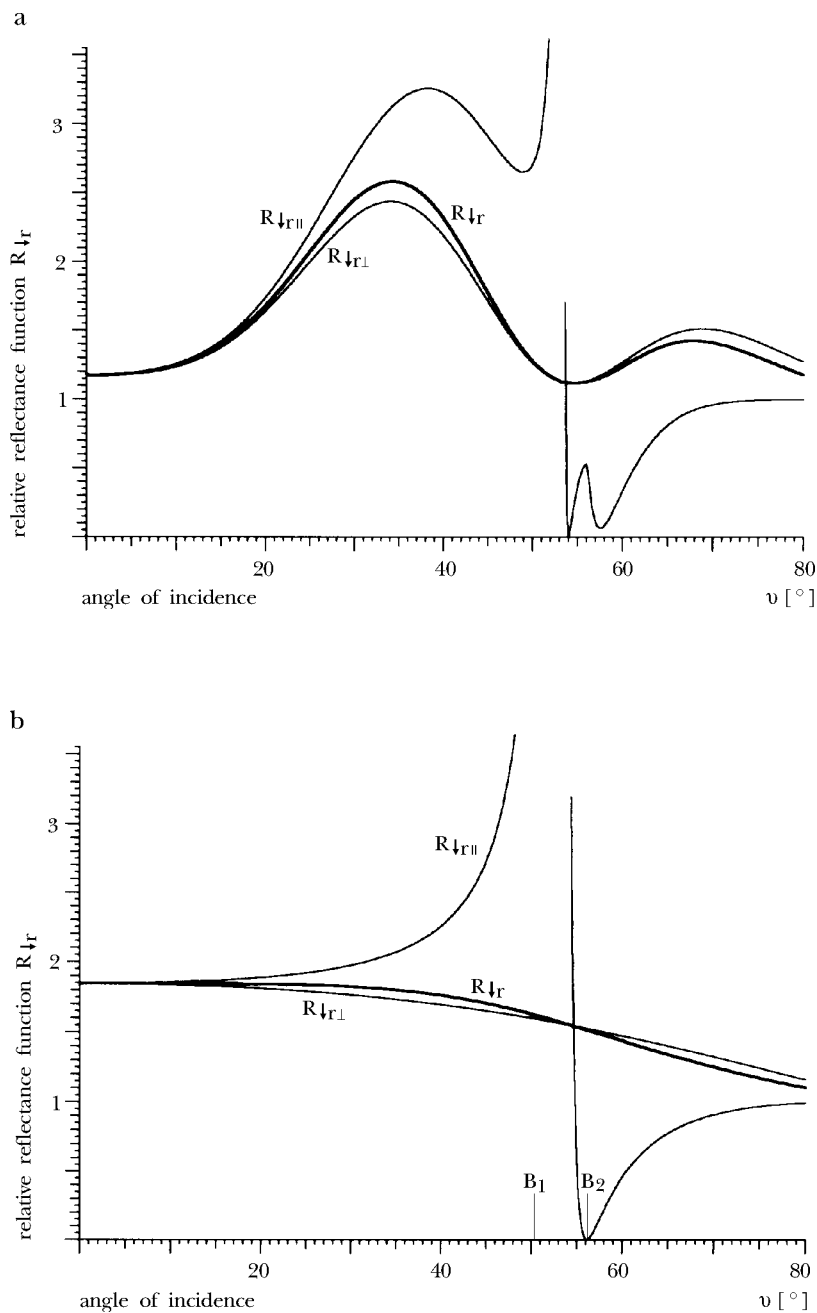 a
relative reflectance function R↓r
3
2
1
R↓r∥
R↓r
R↓r⊥
20 40 60 80
angle of incidence υ [°]
b
relative reflectance function R↓r
3
2
1
R↓r∥
R↓r
R↓r⊥
B1 B2
20 40 60 80
angle of incidence υ [°]